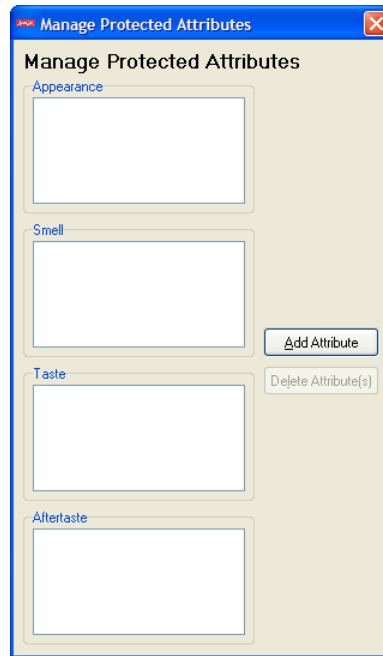 Manage Protected Attributes
Manage Protected Attributes
Appearance
Smell
Add Attribute
Taste
Delete Attribute(s)
Aftertaste